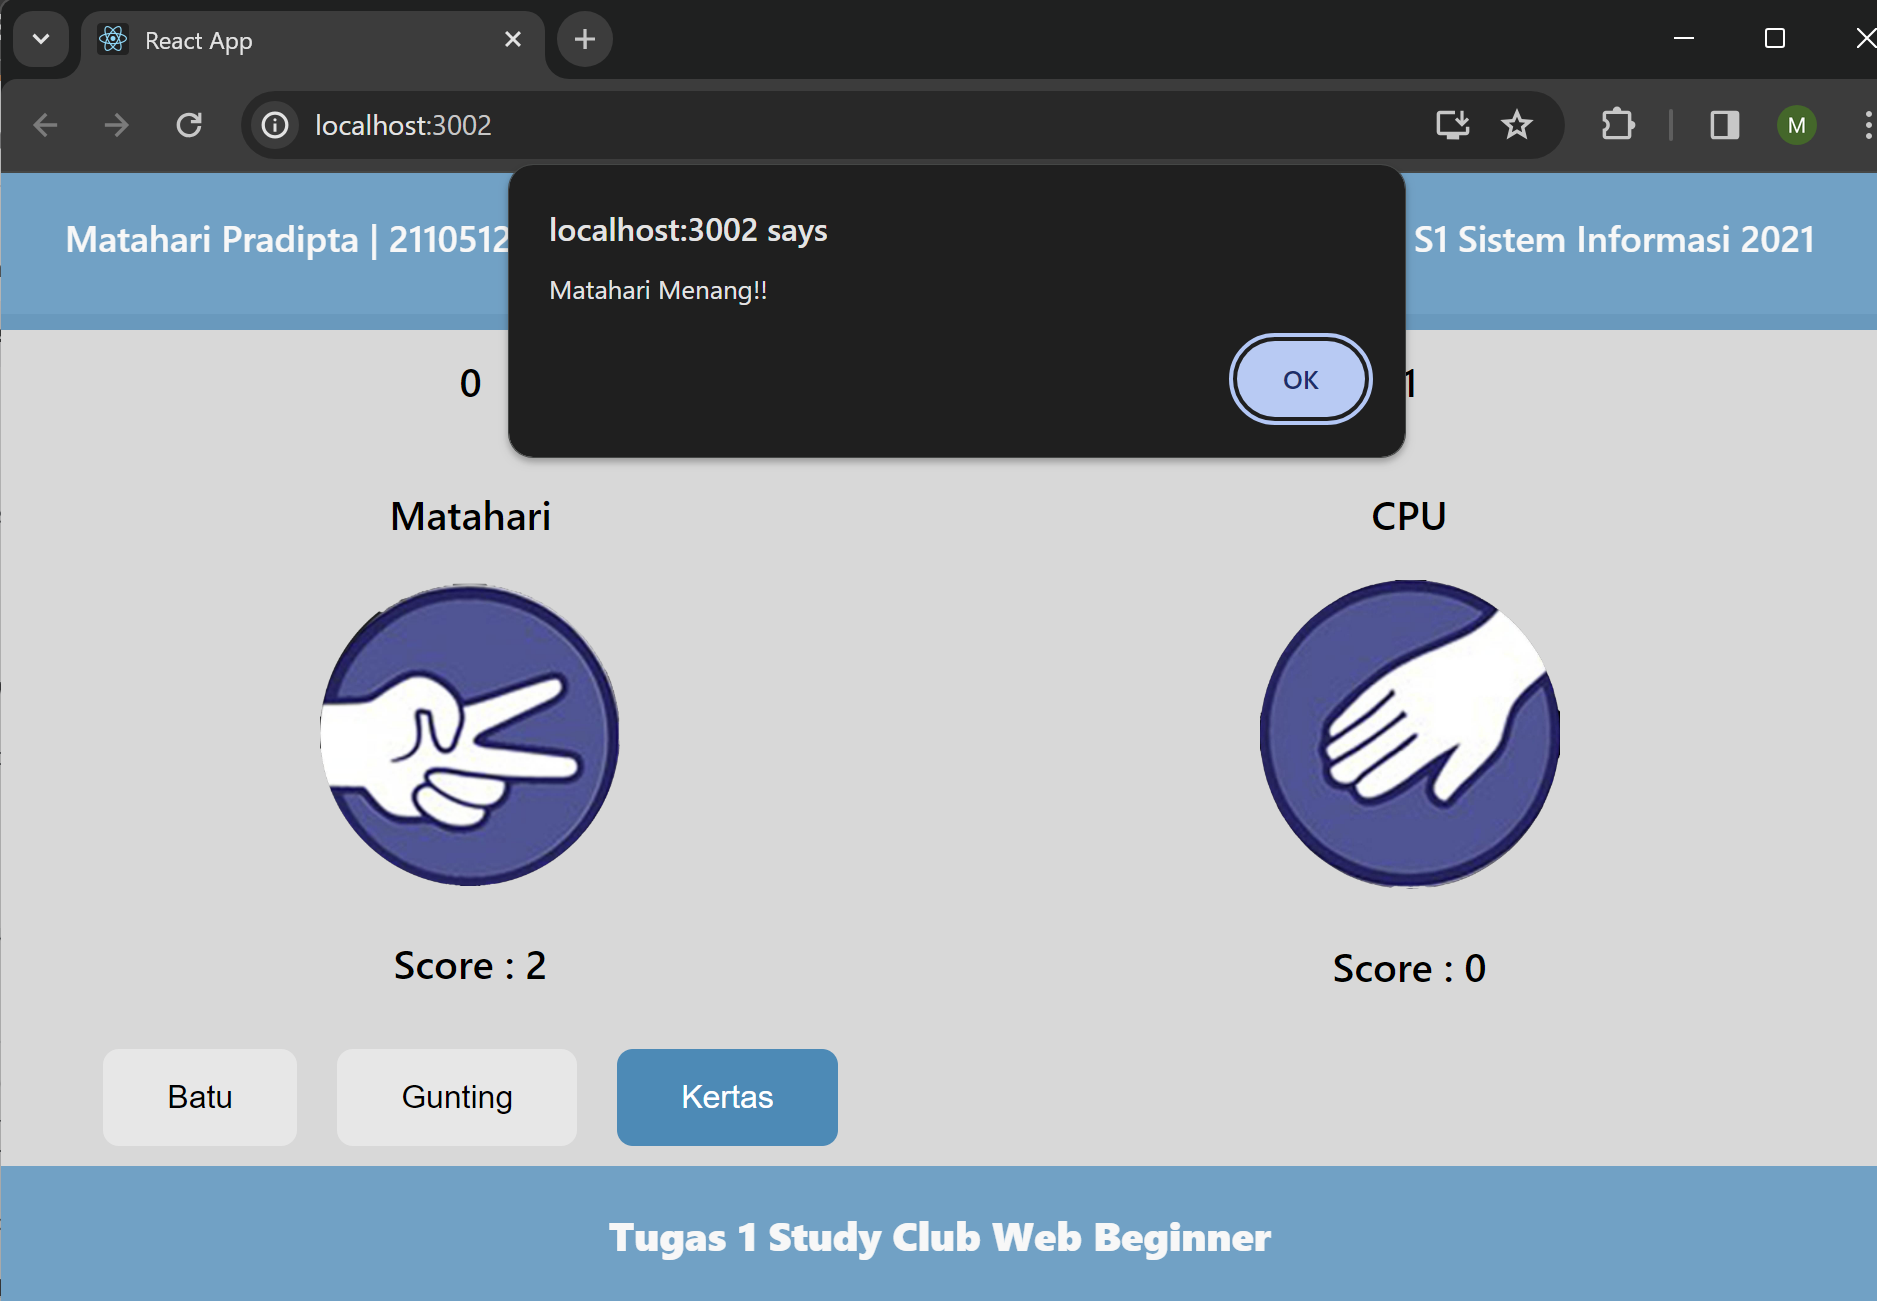 React App
localhost:3002
M
localhost:3002 says
Matahari Menang!!
OK
Matahari Pradipta | 2110512
S1 Sistem Informasi 2021
0
1
Matahari
CPU
Score : 2
Score : 0
Batu
Gunting
Kertas
Tugas 1 Study Club Web Beginner